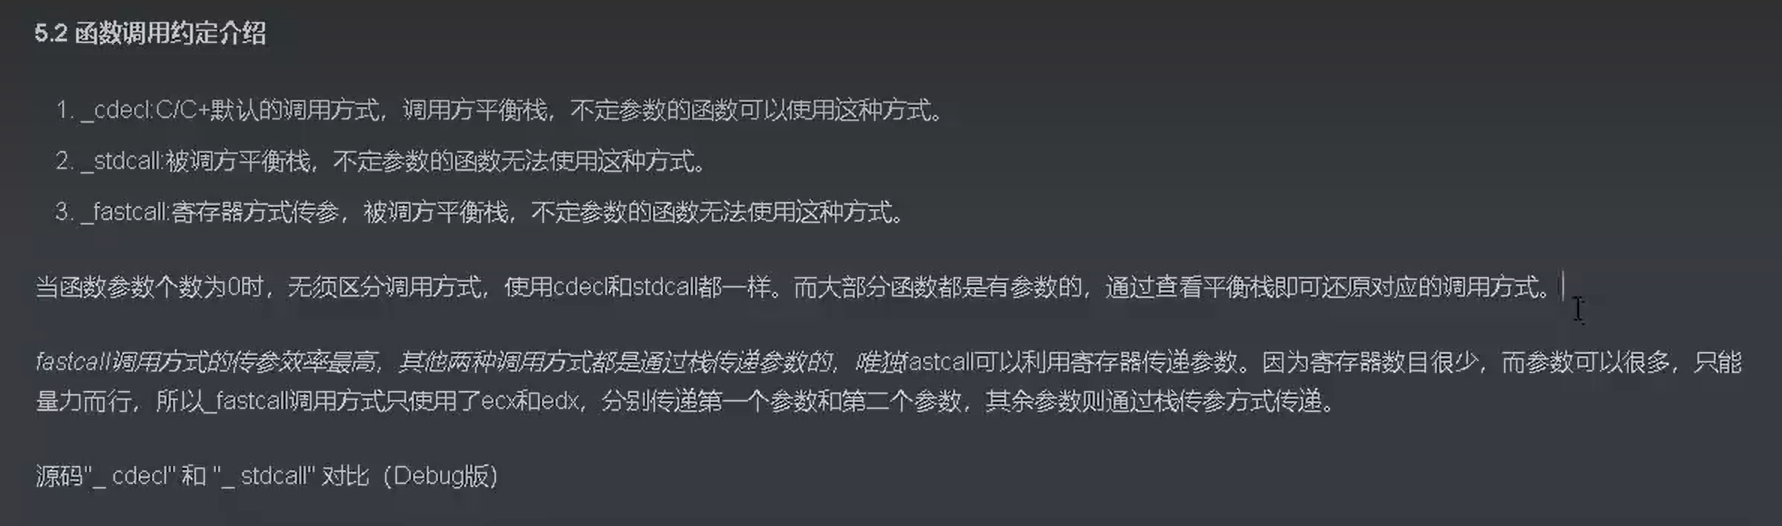 5.2 函数调用约定介绍
1. _cdecl:C/C+默认的调用方式，调用方平衡栈，不定参数的函数可以使用这种方式。
2. _stdcall:被调方平衡栈，不定参数的函数无法使用这种方式。
3. _fastcall:寄存器方式传参，被调方平衡栈，不定参数的函数无法使用这种方式。
当函数参数个数为0时，无须区分调用方式，使用cdecl和stdcall都一样。而大部分函数都是有参数的，通过查看平衡栈即可还原对应的调用方式。
fastcall调用方式的传参效率最高，其他两种调用方式都是通过栈传递参数的，唯独fastcall可以利用寄存器传递参数。因为寄存器数目很少，而参数可以很多，只能
量力而行，所以_fastcall调用方式只使用了ecx和edx，分别传递第一个参数和第二个参数，其余参数则通过栈传参方式传递。
源码"_ cdecl" 和 "_ stdcall" 对比（Debug版）